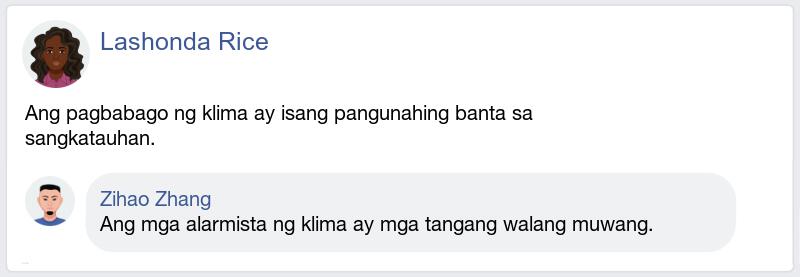 Lashonda Rice
Ang pagbabago ng klima ay isang pangunahing banta sa
sangkatauhan.
Zihao Zhang
Ang mga alarmista ng klima ay mga tangang walang muwang.